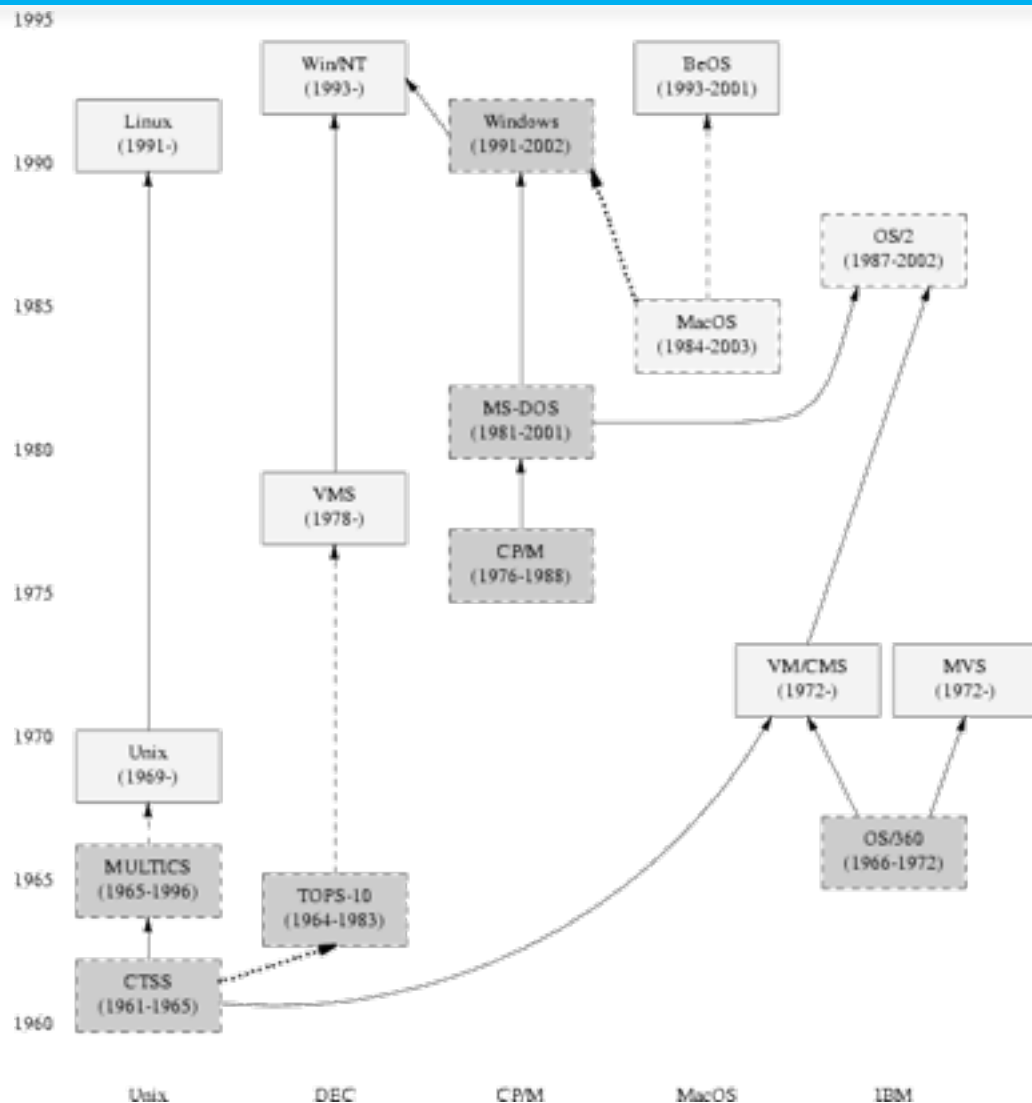 1995
Win/NT
(1993-)
BeOS
(1993-2001)
Linux
(1991-)
Windows
(1991-2002)
1990
OS/2
(1987-2002)
1985
MacOS
(1984-2003)
MS-DOS
(1981-2001)
1980
VMS
(1978-)
CP/M
(1976-1988)
1975
VM/CMS
(1972-)
MVS
(1972-)
1970
Unix
(1969-)
OS/360
(1966-1972)
MULTICS
(1965-1996)
1965
TOPS-10
(1964-1983)
CTSS
(1961-1965)
1960
Unix DEC CP/M MacOS IBM